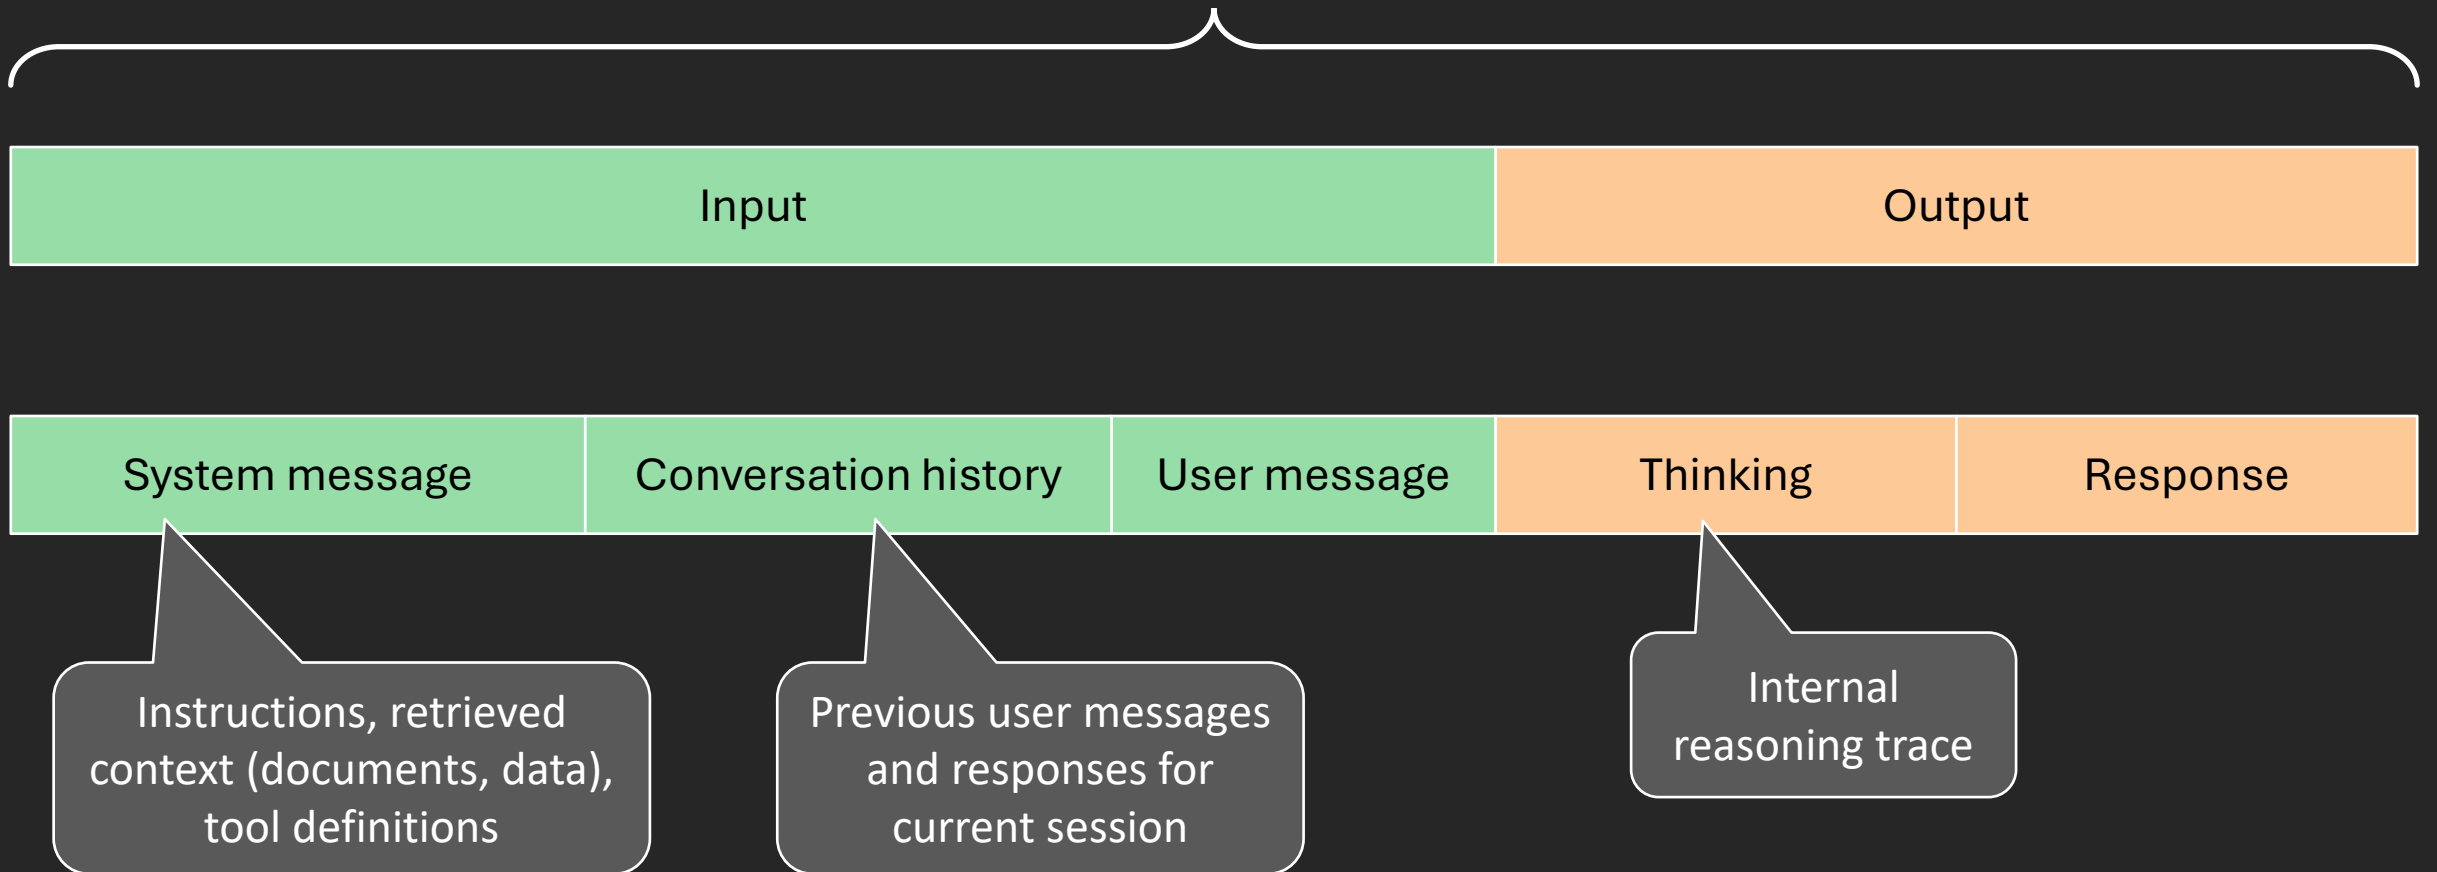 Input
Output
System message
Conversation history
User message
Thinking
Response
Instructions, retrieved
context (documents, data),
tool definitions
Previous user messages
and responses for
current session
Internal
reasoning trace